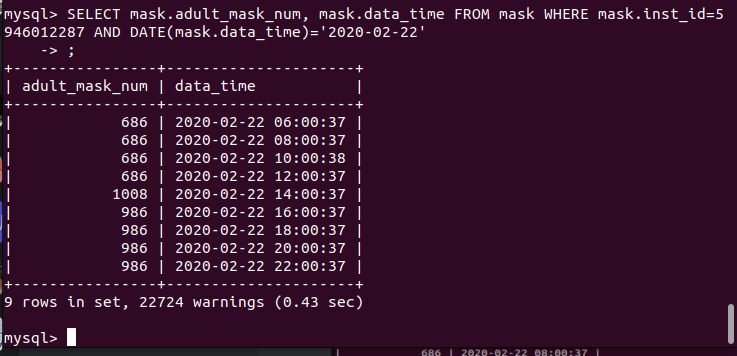 mysql> SELECT mask.adult_mask_num, mask.data_time FROM mask WHERE mask.inst_id=5
946012287 AND DATE(mask.data_time)='2020-02-22'
    -> ;
+----------------+---------------------+
| adult_mask_num | data_time           |
+----------------+---------------------+
|            686 | 2020-02-22 06:00:37 |
|            686 | 2020-02-22 08:00:37 |
|            686 | 2020-02-22 10:00:38 |
|            686 | 2020-02-22 12:00:37 |
|           1008 | 2020-02-22 14:00:37 |
|            986 | 2020-02-22 16:00:37 |
|            986 | 2020-02-22 18:00:37 |
|            986 | 2020-02-22 20:00:37 |
|            986 | 2020-02-22 22:00:37 |
+----------------+---------------------+
9 rows in set, 22724 warnings (0.43 sec)
mysql>
|            686 | 2020-02-22 08:00:37 |